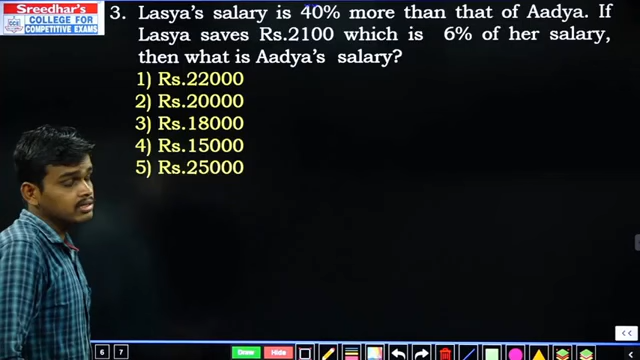 Sreedhar's
CCE
COLLEGE FOR
COMPETITIVE EXAMS
3. Lasya's salary is 40% more than that of Aadya. If
Lasya saves Rs.2100 which is 6% of her salary,
then what is Aadya's salary?
1) Rs.22000
2) Rs.20000
3) Rs.18000
4) Rs.15000
5) Rs.25000
<<
6 7 Draw Hide